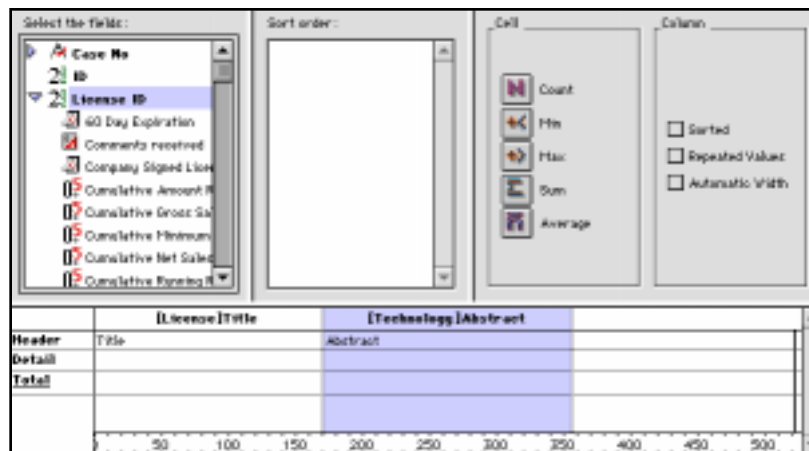 Select the fields:
Case No
ID
License ID
60 Day Expiration
Comments received
Company Signed Licen
Cumulative Amount R
Cumulative Gross Sal
Cumulative Minimum
Cumulative Net Sales
Cumulative Running R
Sort order:
Cell
Count
Min
Max
Sum
Average
Column
Sorted
Repeated Values
Automatic Width
[License]Title
[Technology]Abstract
Header
Title
Abstract
Detail
Total
0 50 100 150 200 250 300 350 400 450 500